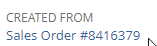 CREATED FROM
Sales Order #8416379